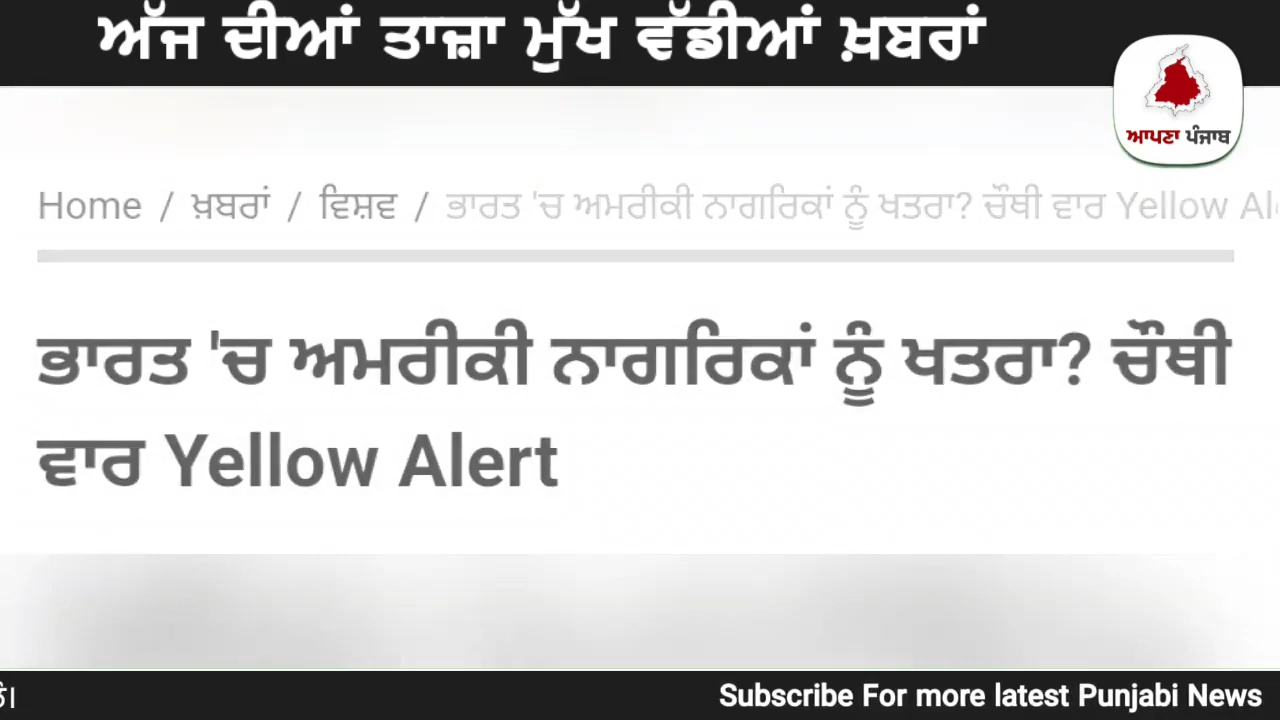 ਅੱਜ ਦੀਆਂ ਤਾਜ਼ਾ ਮੁੱਖ ਵੱਡੀਆਂ ਖ਼ਬਰਾਂ
ਆਪਣਾ ਪੰਜਾਬ
Home / ਖ਼ਬਰਾਂ / ਵਿਸ਼ਵ / ਭਾਰਤ 'ਚ ਅਮਰੀਕੀ ਨਾਗਰਿਕਾਂ ਨੂੰ ਖਤਰਾ? ਚੌਥੀ ਵਾਰ Yellow
ਭਾਰਤ 'ਚ ਅਮਰੀਕੀ ਨਾਗਰਿਕਾਂ ਨੂੰ ਖਤਰਾ? ਚੌਥੀ
ਵਾਰ Yellow Alert
Subscribe For more latest Punjabi News